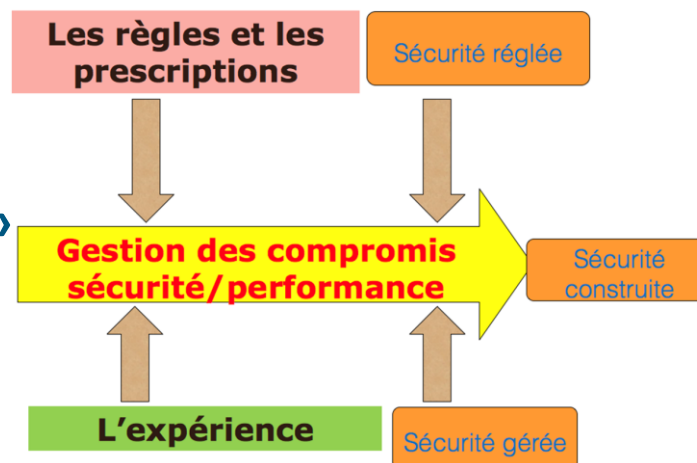 Les règles et les
prescriptions
Sécurité réglée
»
Gestion des compromis
sécurité/performance
Sécurité
construite
L’expérience
Sécurité gérée